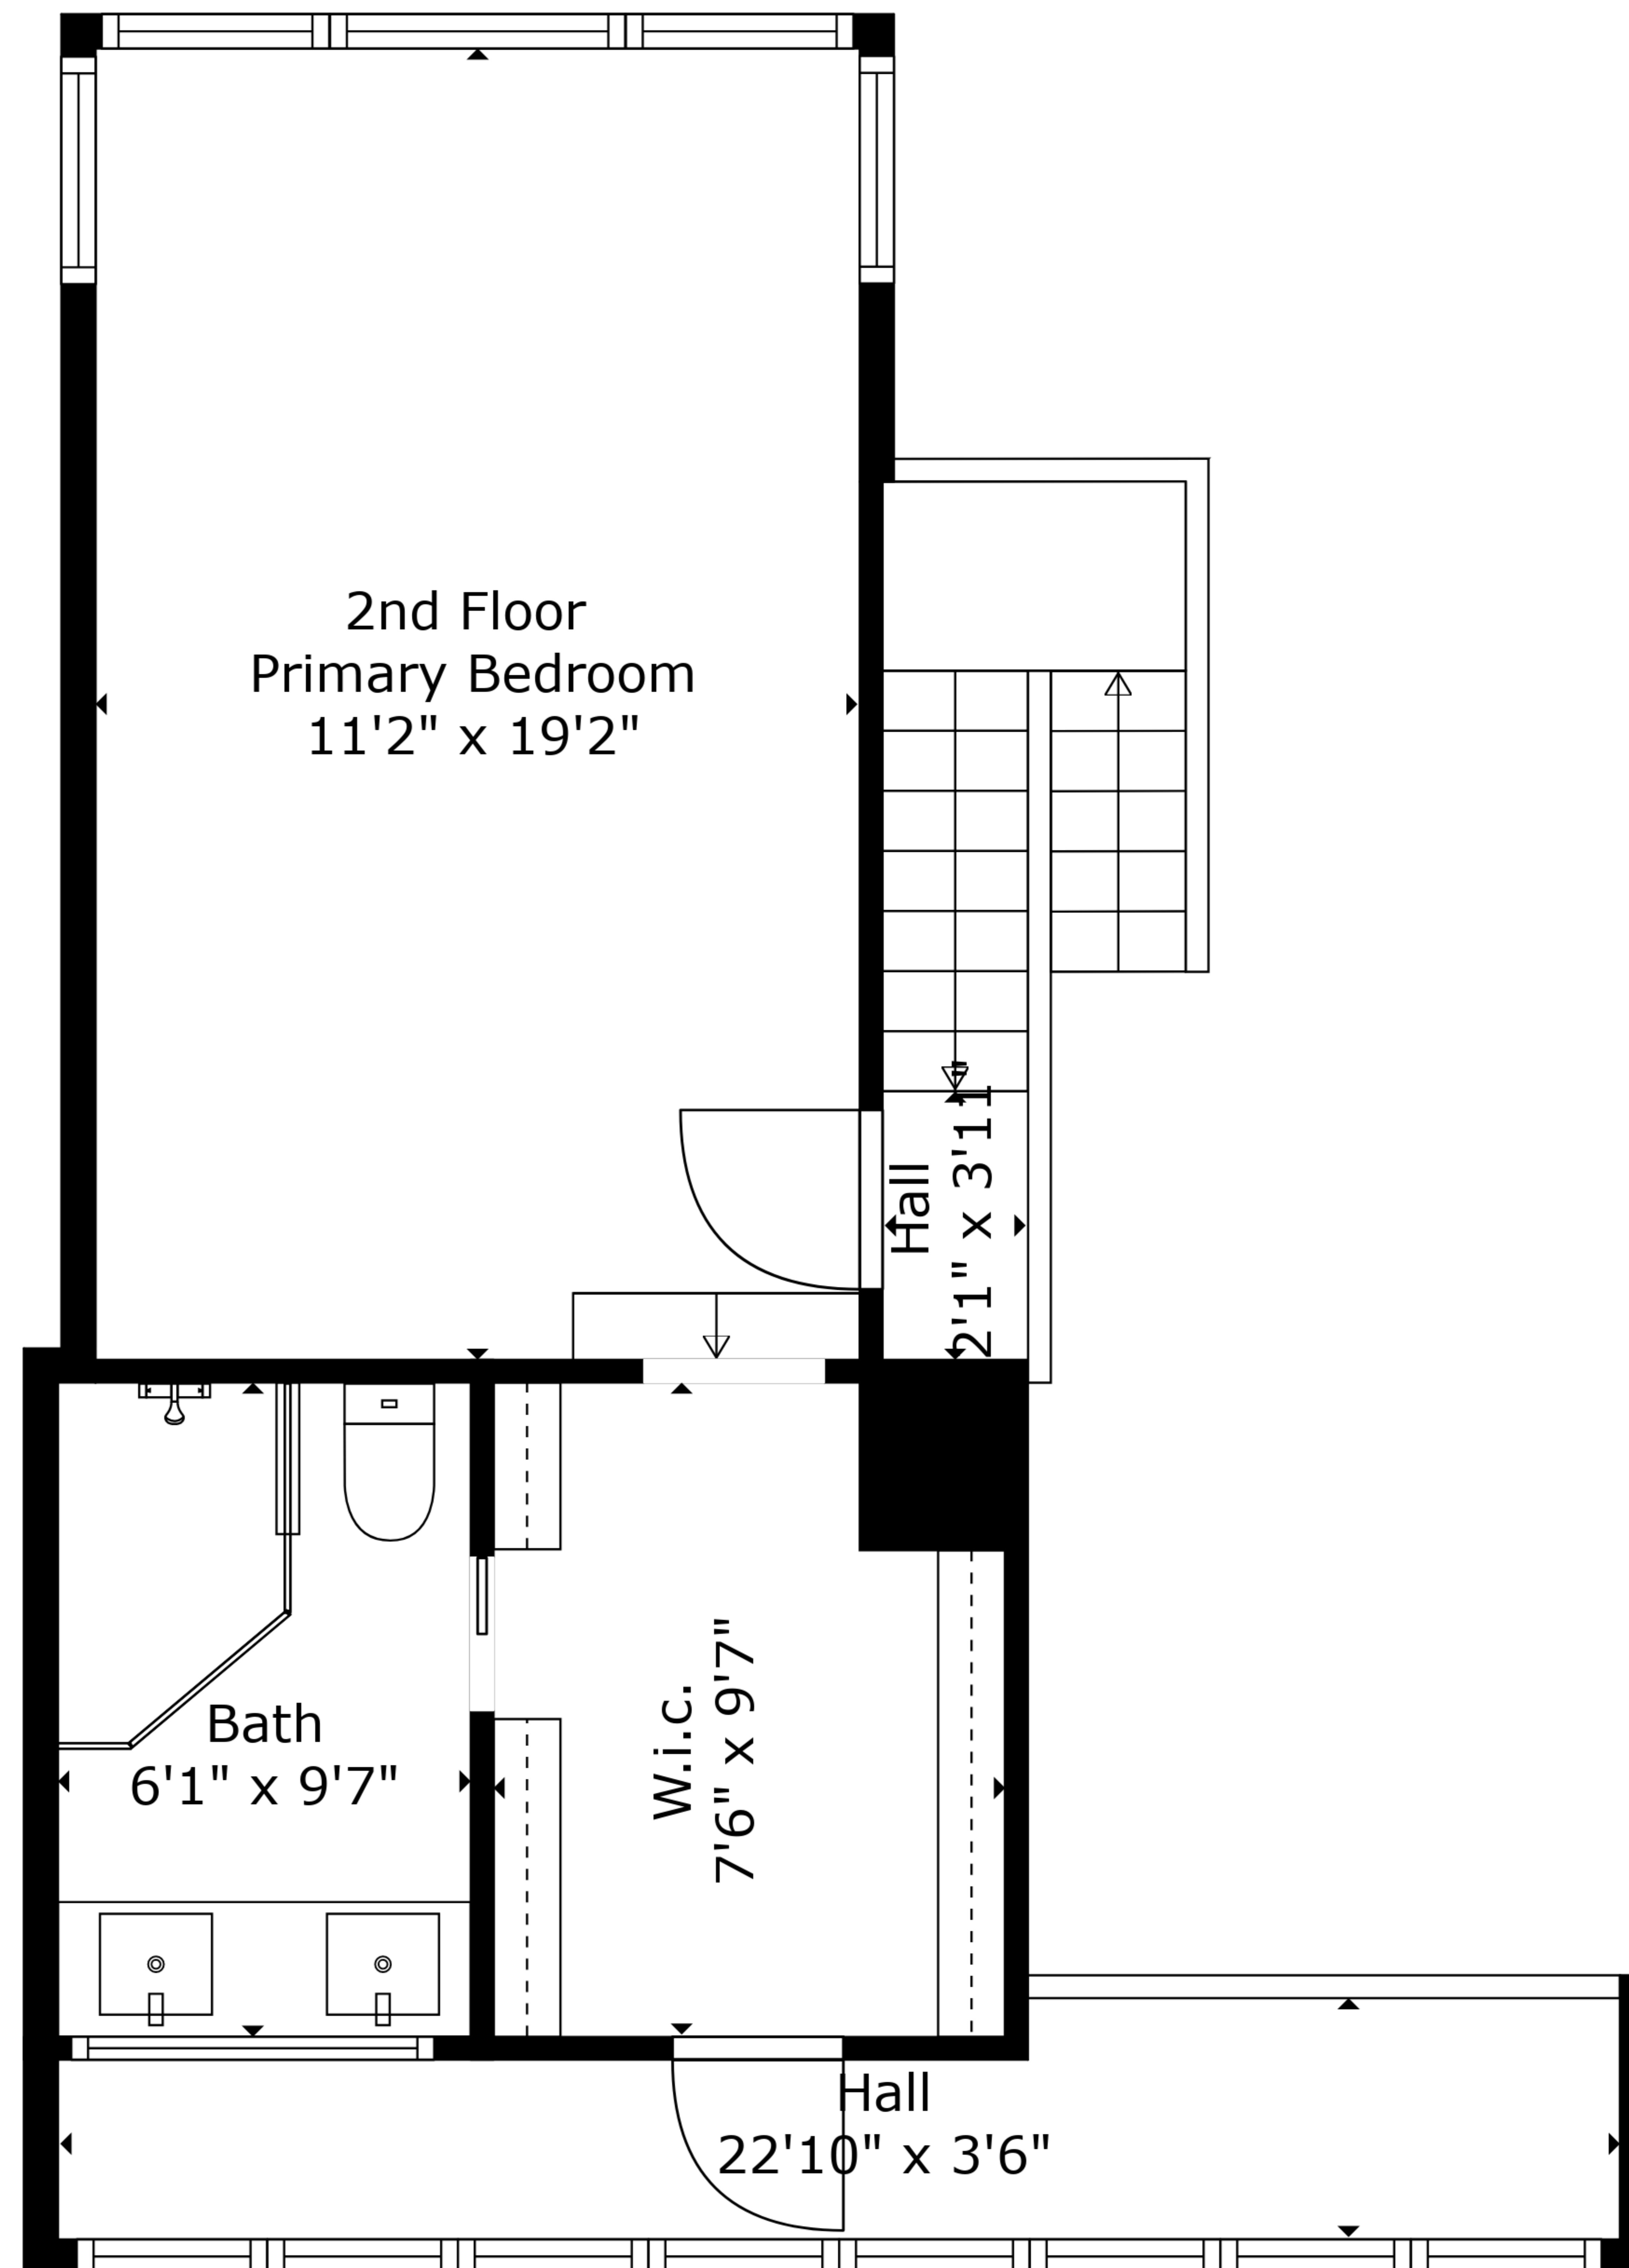 2nd Floor
Primary Bedroom
11'2" x 19'2"
Hall
2'1" x 3'11"
Bath
6'1" x 9'7"
W.i.c.
7'6" x 9'7"
Hall
22'10" x 3'6"